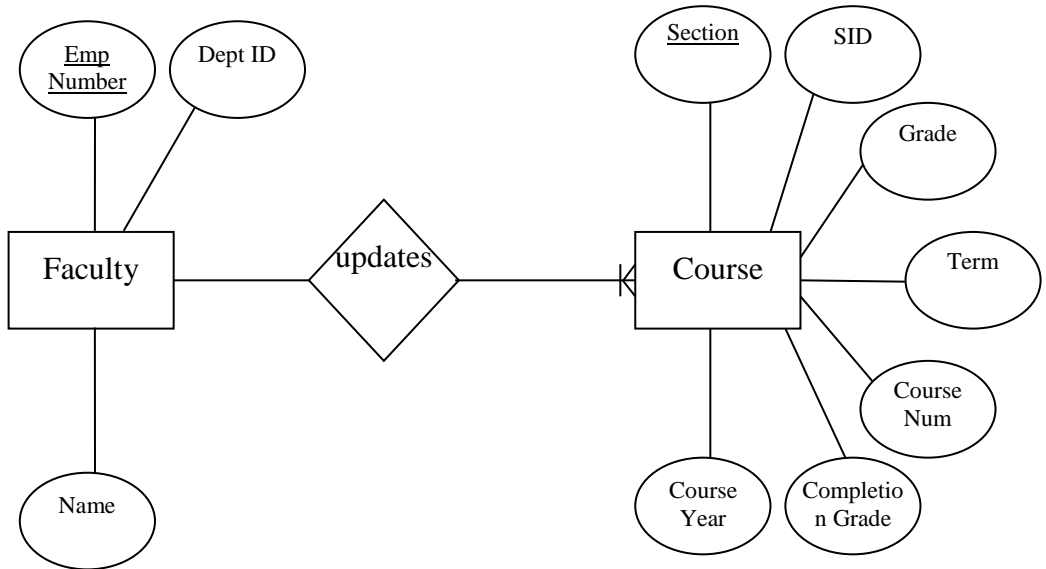 Emp
Number
Dept ID
Section
SID
Grade
Faculty
updates
Course
Term
Course
Num
Name
Course
Year
Completio
n Grade